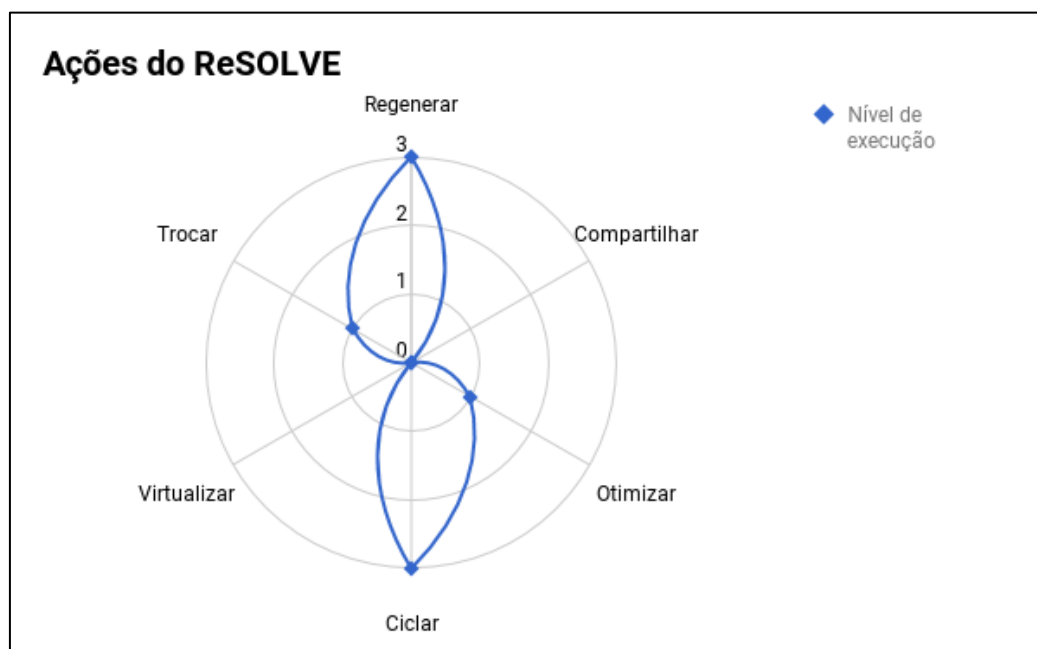 Ações do ReSOLVE
Regenerar
Nível de
execução
3
2
Trocar
Compartilhar
1
0
Virtualizar
Otimizar
Ciclar